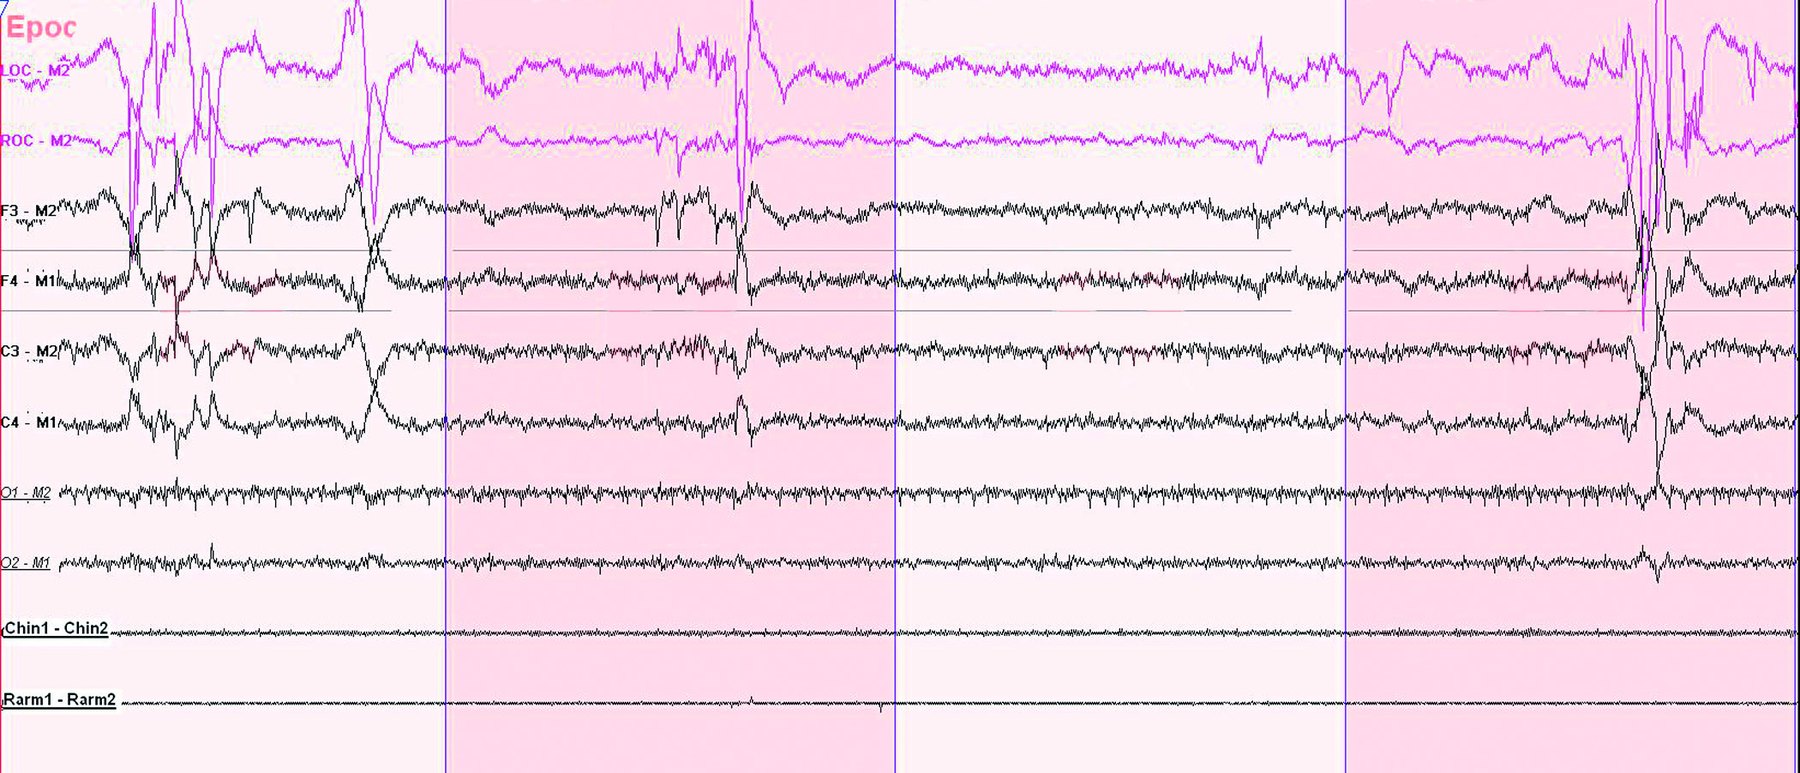 Epoc
LOC - M2
ROC - M2
F3 - M2
F4 - M1
C3 - M2
C4 - M1
O1 - M2
O2 - M1
Chin1 - Chin2
Rarm1 - Rarm2